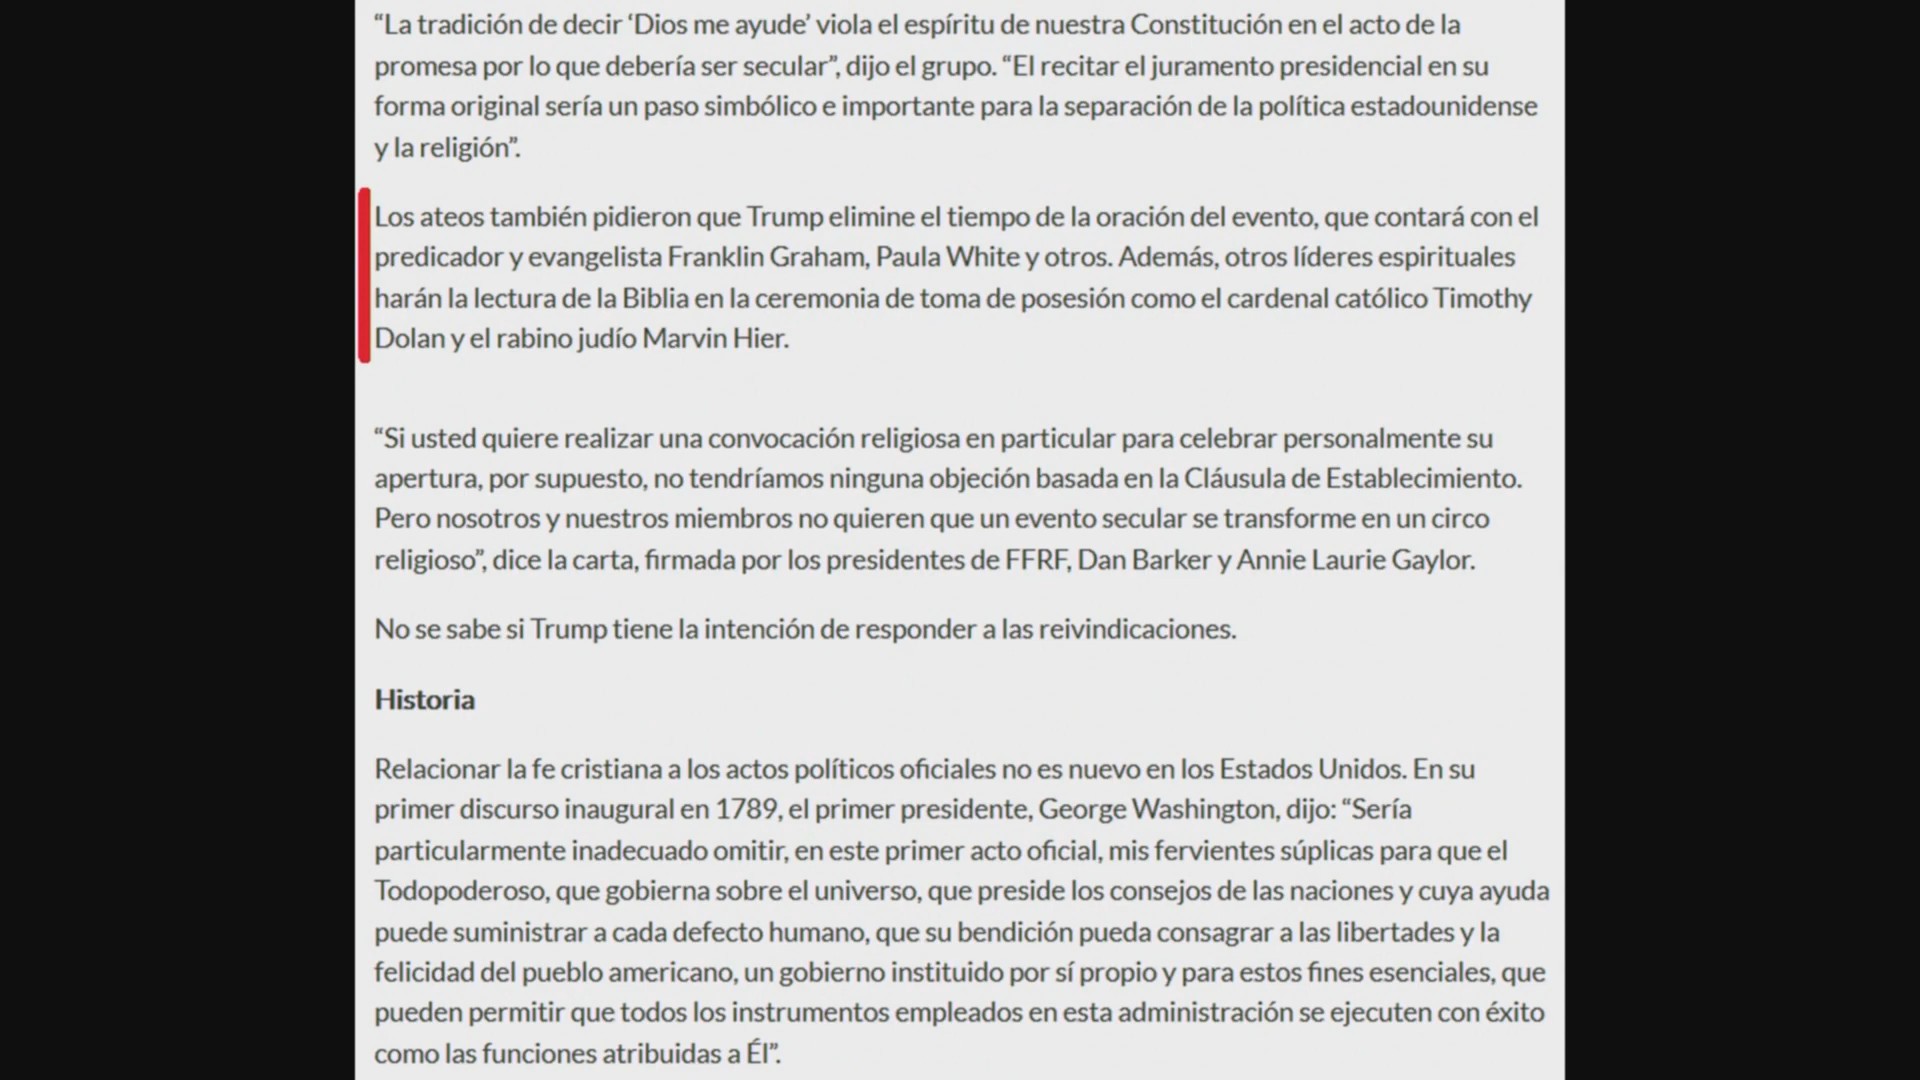 “La tradición de decir ‘Dios me ayude’ viola el espíritu de nuestra Constitución en el acto de la
promesa por lo que debería ser secular”, dijo el grupo. “El recitar el juramento presidencial en su
forma original sería un paso simbólico e importante para la separación de la política estadounidense
y la religión”.
Los ateos también pidieron que Trump elimine el tiempo de la oración del evento, que contará con el
predicador y evangelista Franklin Graham, Paula White y otros. Además, otros líderes espirituales
harán la lectura de la Biblia en la ceremonia de toma de posesión como el cardenal católico Timothy
Dolan y el rabino judío Marvin Hier.
“Si usted quiere realizar una convocación religiosa en particular para celebrar personalmente su
apertura, por supuesto, no tendríamos ninguna objeción basada en la Cláusula de Establecimiento.
Pero nosotros y nuestros miembros no quieren que un evento secular se transforme en un circo
religioso”, dice la carta, firmada por los presidentes de FFRF, Dan Barker y Annie Laurie Gaylor.
No se sabe si Trump tiene la intención de responder a las reivindicaciones.
Historia
Relacionar la fe cristiana a los actos políticos oficiales no es nuevo en los Estados Unidos. En su
primer discurso inaugural en 1789, el primer presidente, George Washington, dijo: “Sería
particularmente inadecuado omitir, en este primer acto oficial, mis fervientes súplicas para que el
Todopoderoso, que gobierna sobre el universo, que preside los consejos de las naciones y cuya ayuda
puede suministrar a cada defecto humano, que su bendición pueda consagrar a las libertades y la
felicidad del pueblo americano, un gobierno instituido por sí propio y para estos fines esenciales, que
pueden permitir que todos los instrumentos empleados en esta administración se ejecuten con éxito
como las funciones atribuidas a Él”.